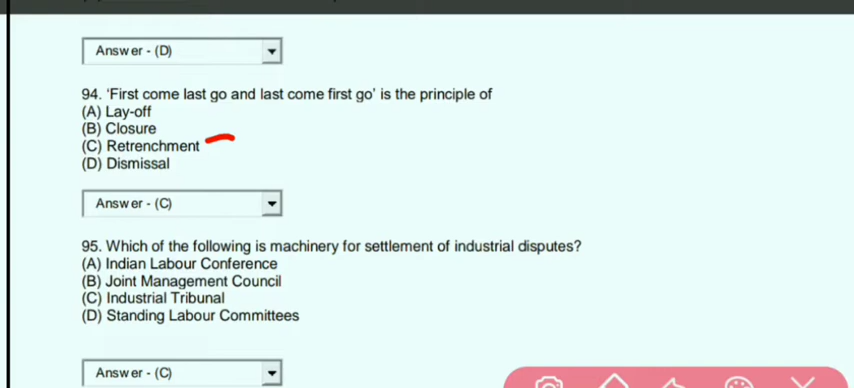 Answer - (D)
94. 'First come last go and last come first go' is the principle of
(A) Lay-off
(B) Closure
(C) Retrenchment
(D) Dismissal
Answer - (C)
95. Which of the following is machinery for settlement of industrial disputes?
(A) Indian Labour Conference
(B) Joint Management Council
(C) Industrial Tribunal
(D) Standing Labour Committees
Answer - (C)